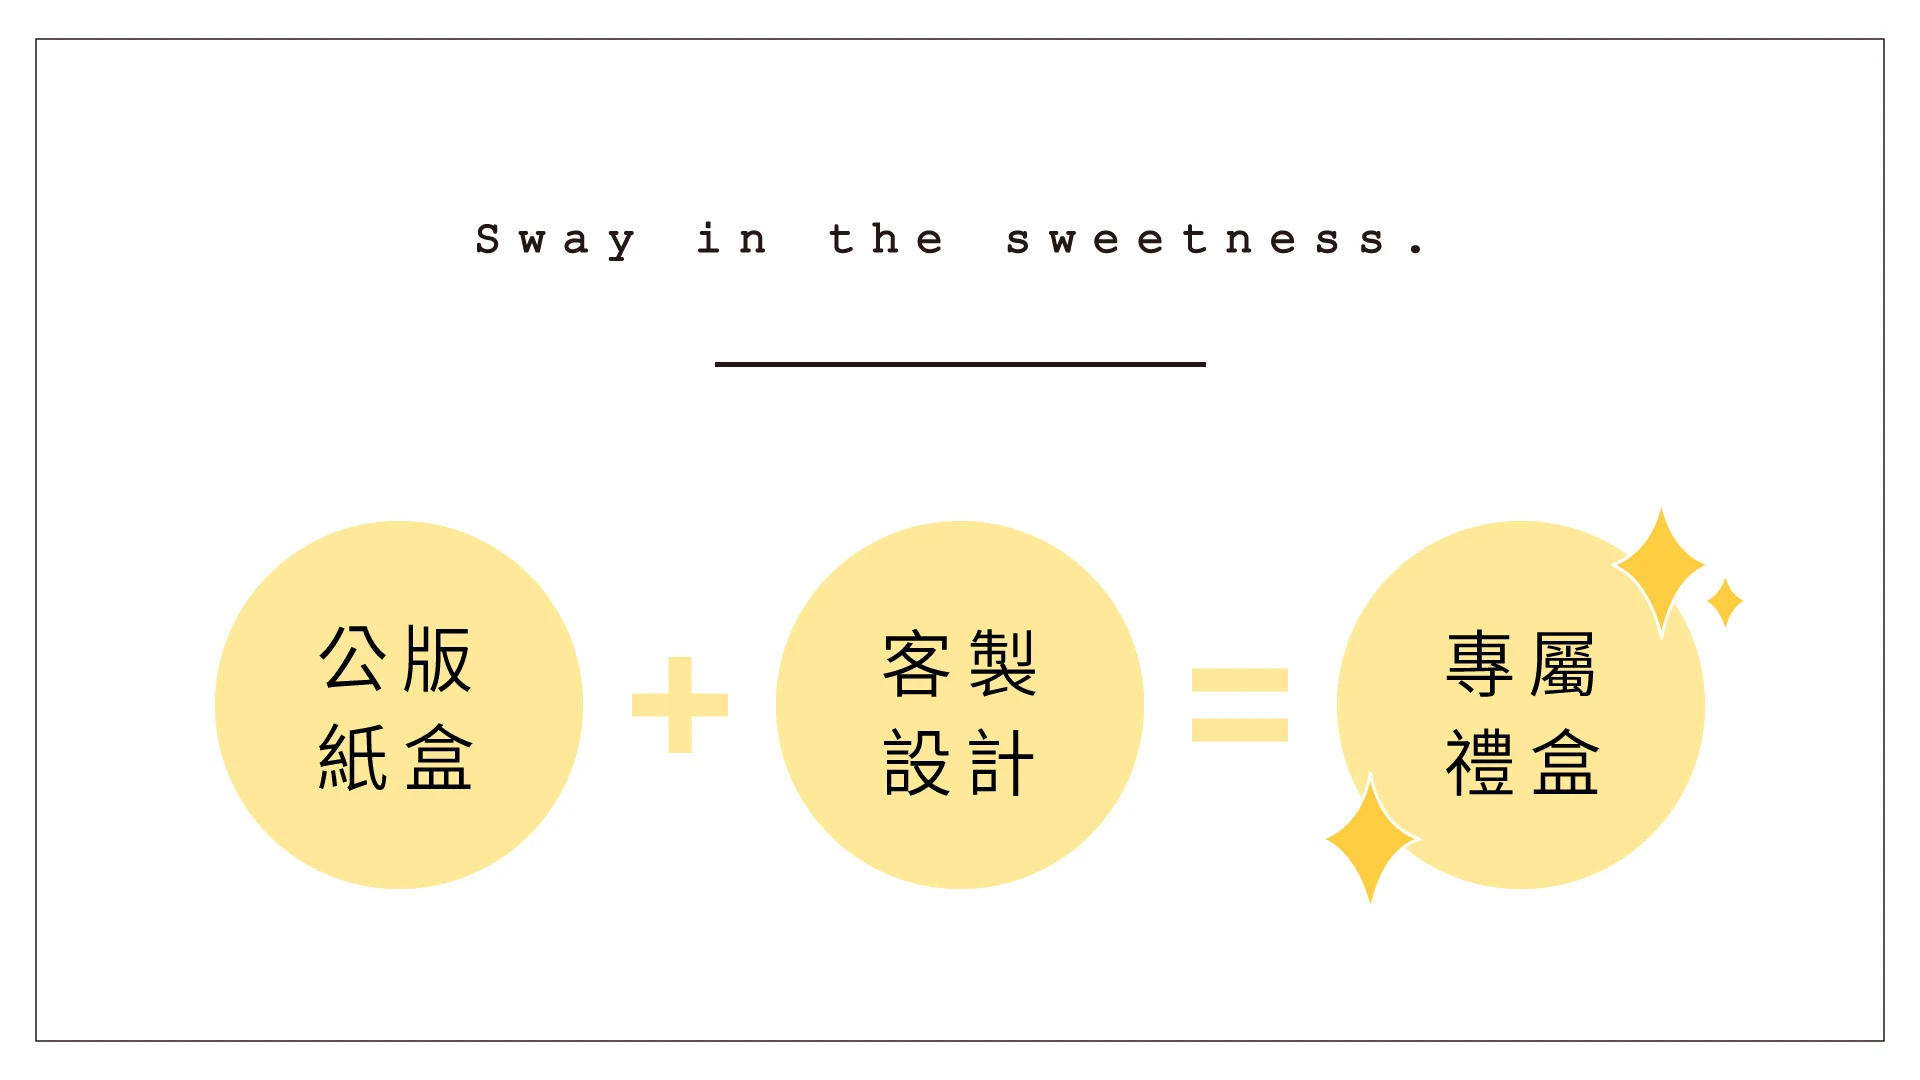 Sway in the sweetness.
公版
紙盒
+
客製
設計
=
專屬
禮盒